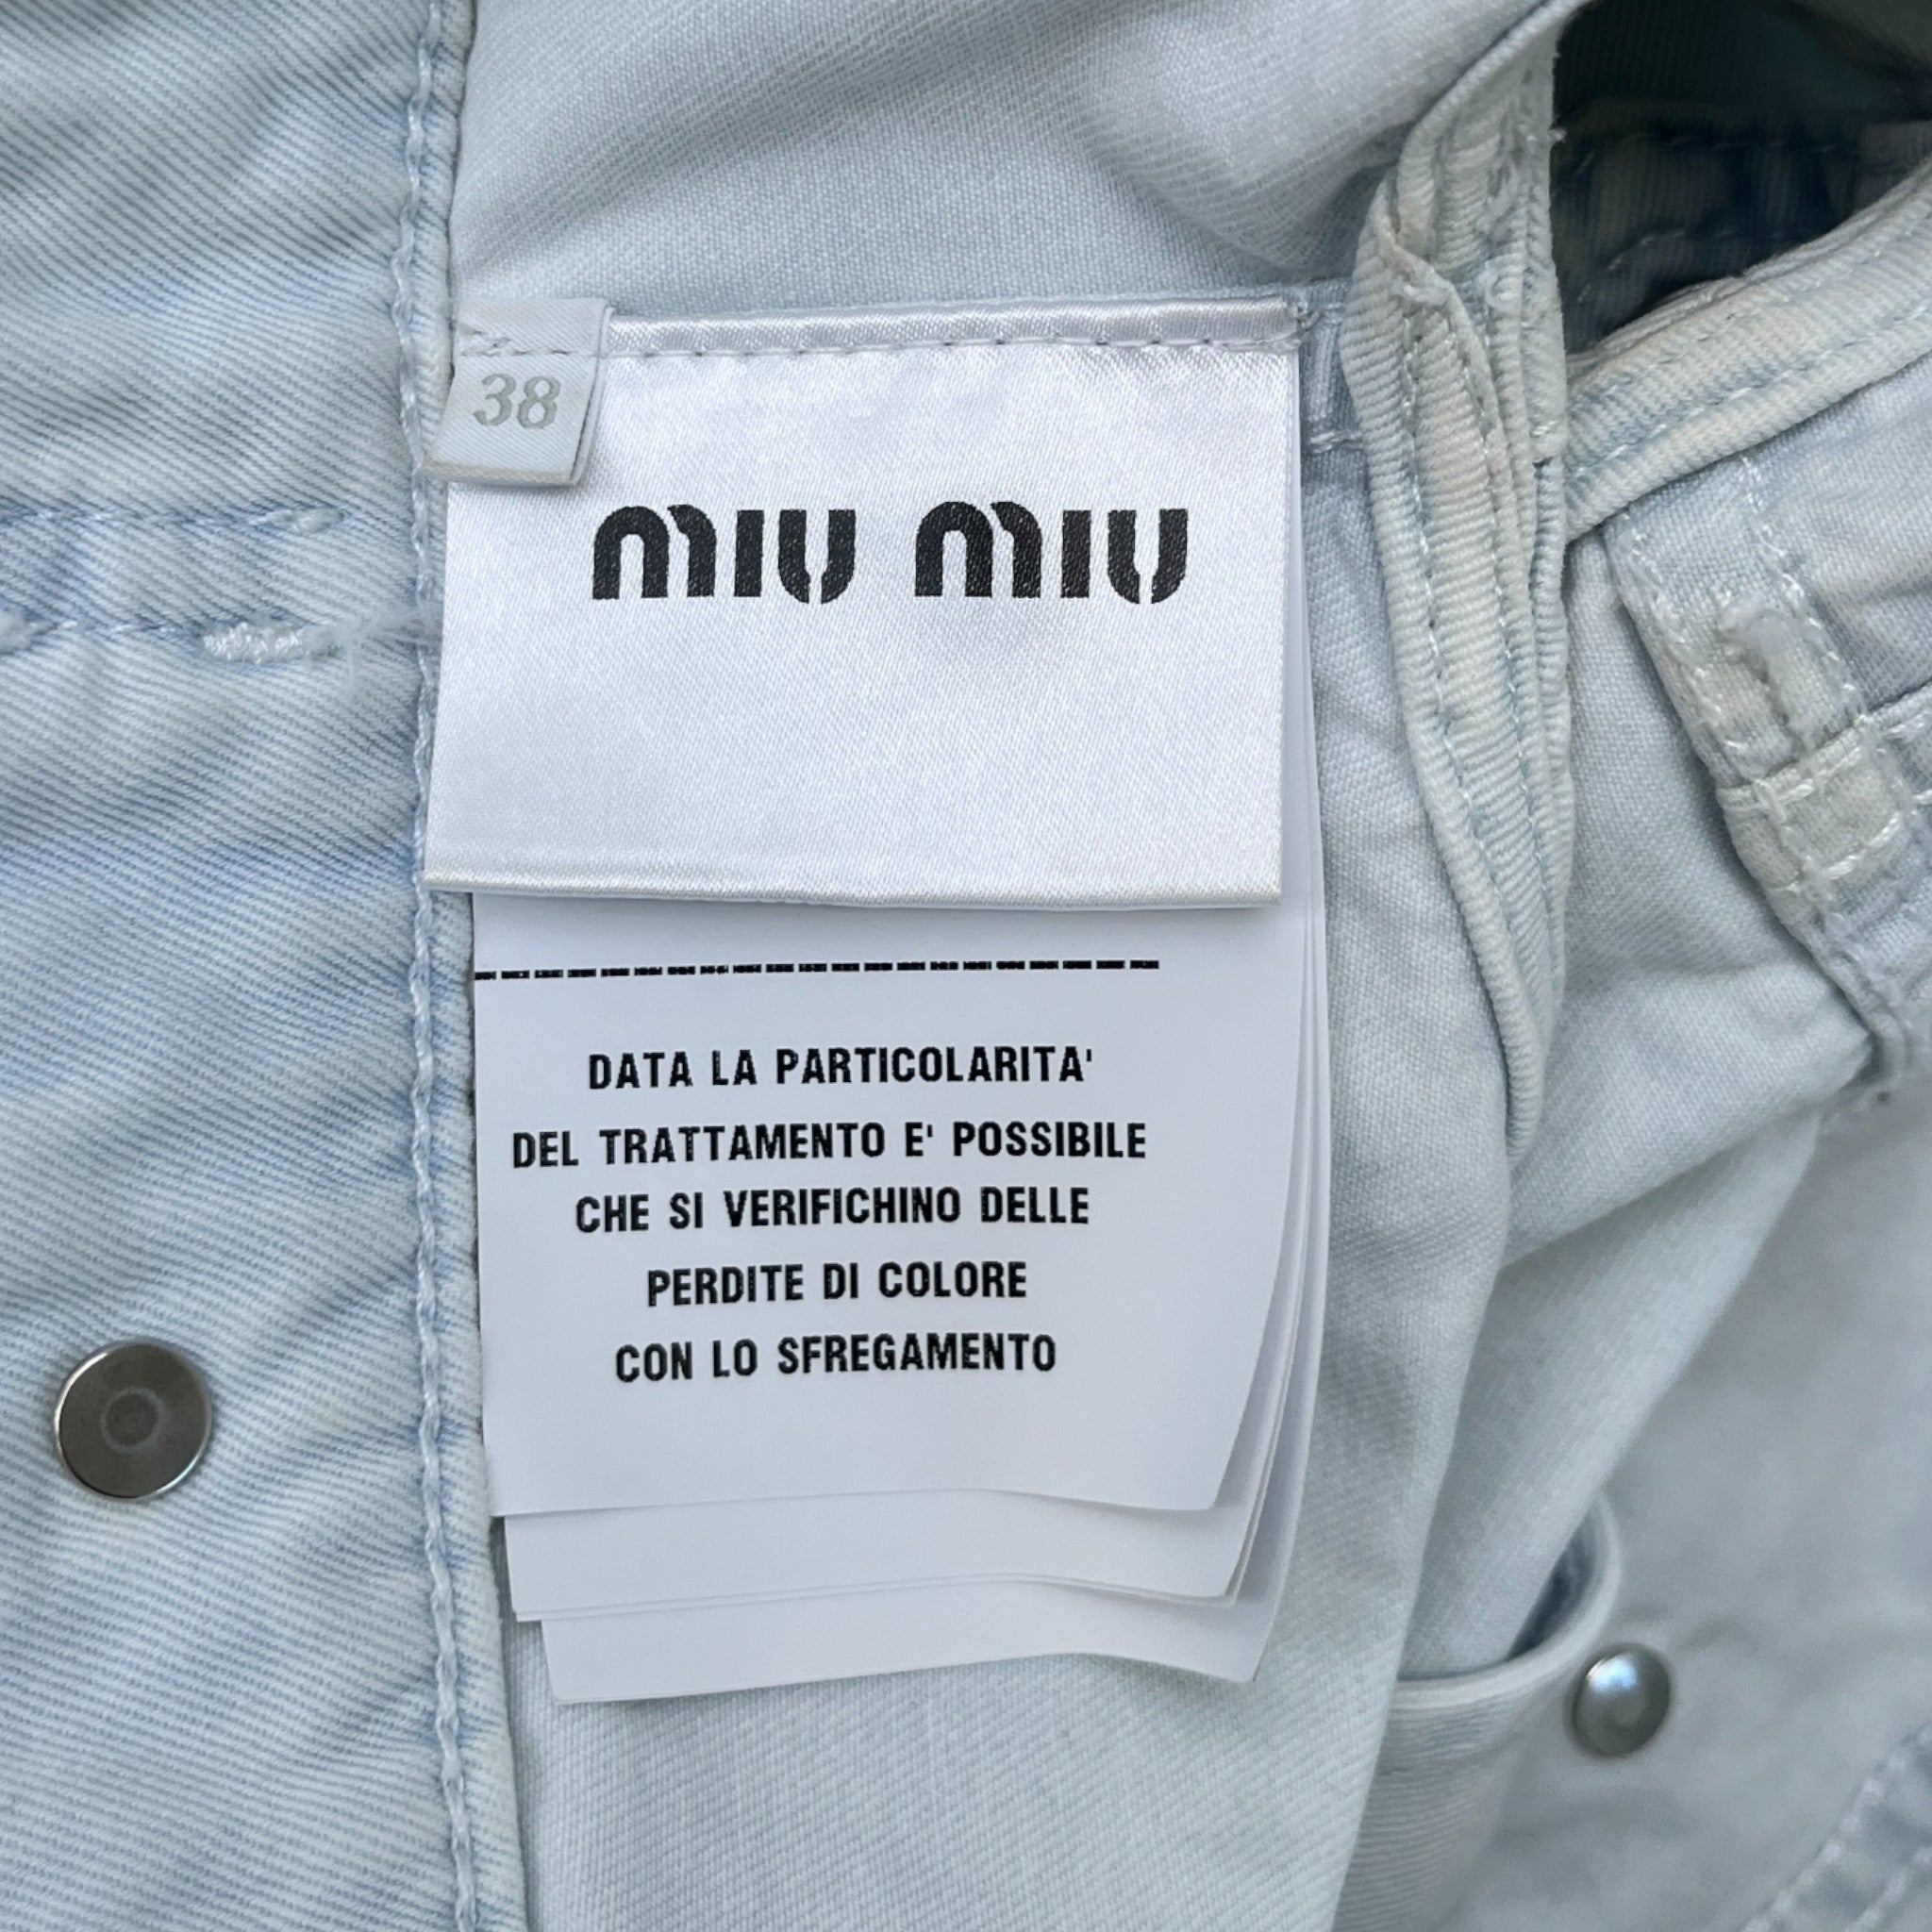 38
MIU MIU
DATA LA PARTICOLARITA'
DEL TRATTAMENTO E' POSSIBILE
CHE SI VERIFICHINO DELLE
PERDITE DI COLORE
CON LO SFREGAMENTO